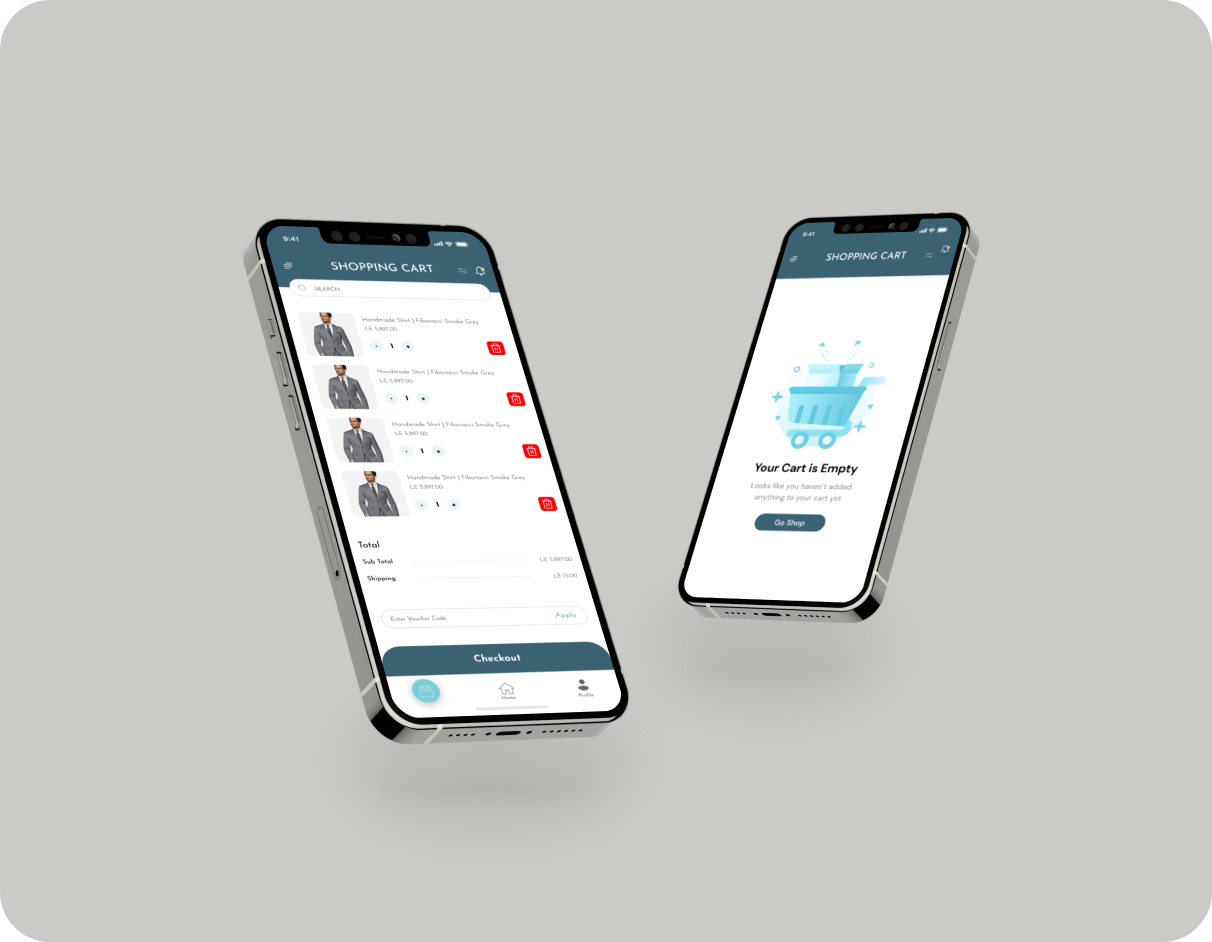 9:41
SHOPPING CART
SEARCH
Handmade Shirt | Fibonacci Smoke Grey
LE 5,897.00
- 1 +
Handmade Shirt | Fibonacci Smoke Grey
LE 5,897.00
- 1 +
Handmade Shirt | Fibonacci Smoke Grey
LE 5,897.00
- 1 +
Handmade Shirt | Fibonacci Smoke Grey
LE 5,897.00
- 1 +
Total
Sub Total LE 5,897.00
Shipping LE 15.00
Enter Voucher Code Apply
Checkout
Home Profile
9:41
SHOPPING CART
Your Cart is Empty
Looks like you haven't added
anything to your cart yet
Go Shop